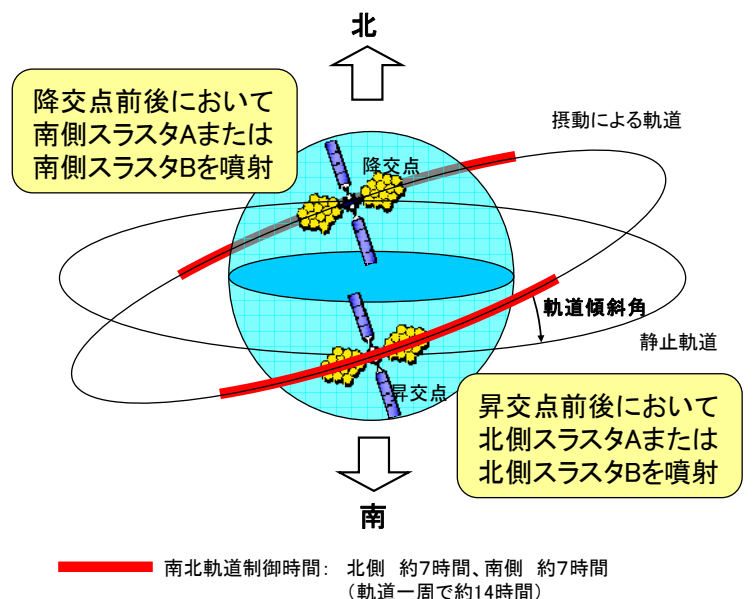 北
降交点前後において
南側スラスタAまたは
南側スラスタBを噴射
摂動による軌道
降交点
軌道傾斜角
静止軌道
昇交点
昇交点前後において
北側スラスタAまたは
北側スラスタBを噴射
南
南北軌道制御時間: 北側 約7時間、南側 約7時間
(軌道一周で約14時間)